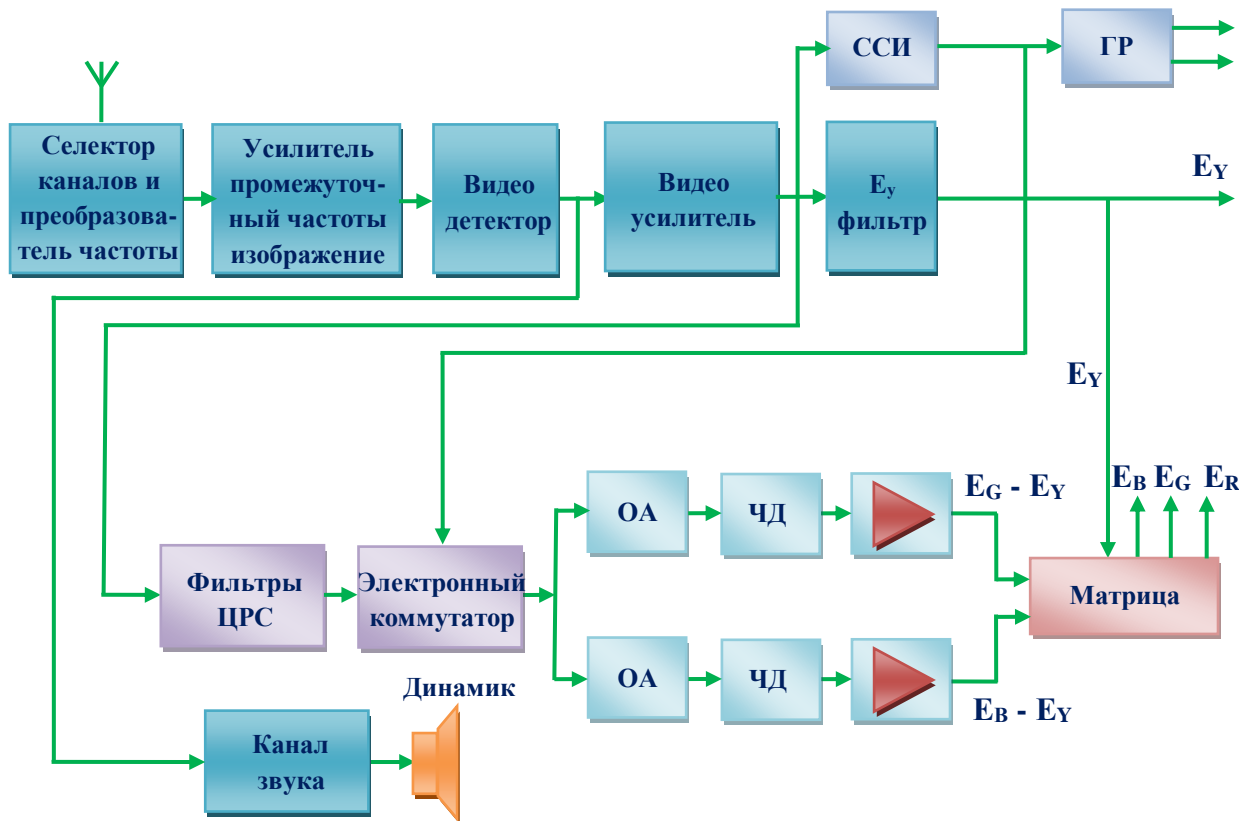 ССИ
ГР
Селектор
каналов и
преобразова-
тель частоты
Усилитель
промежуточ-
ный частоты
изображение
Видео
детектор
Видео
усилитель
Eу
фильтр
EY
EY
EB EG ER
ОА
ЧД
EG - EY
Фильтры
ЦРС
Электронный
коммутатор
Матрица
ОА
ЧД
EB - EY
Динамик
Канал
звука